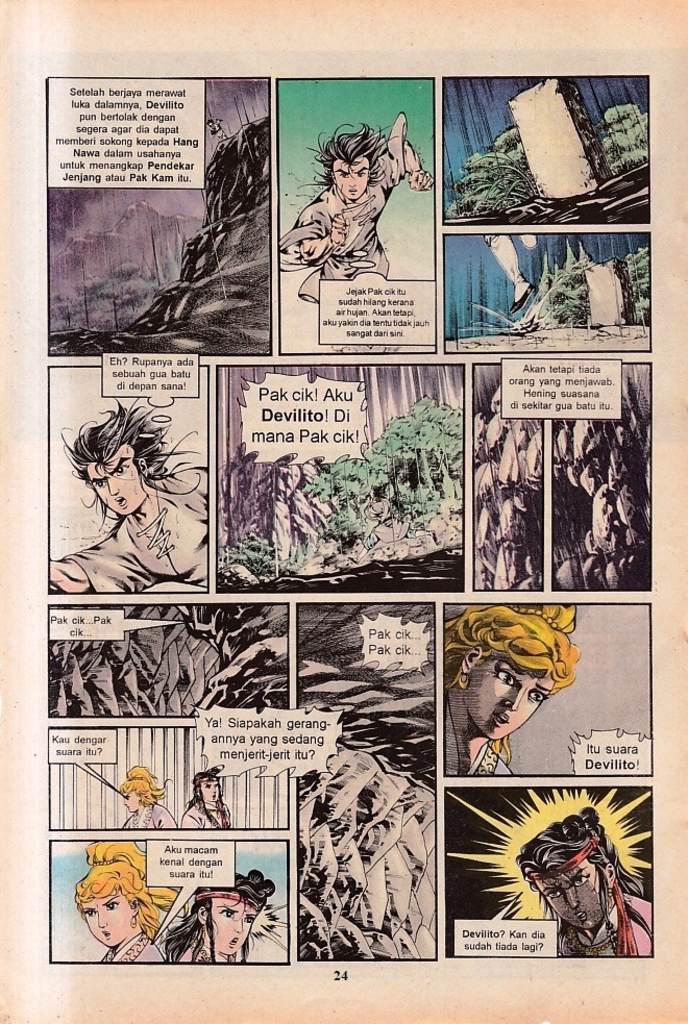 Setelah berjaya merawat
luka dalamnya, Devilito
pun bertolak dengan
segera agar dia dapat
memberi sokong kepada Hang
Nawa dalam usahanya
untuk menangkap Pendekar
Jenjang atau Pak Kam itu.
Jejak Pak cik itu
sudah hilang kerana
air hujan. Akan tetapi,
aku yakin dia tentu tidak jauh
sangat dari sini.
Eh? Rupanya ada
sebuah gua batu
di depan sana!
Pak cik! Aku
Devilito! Di
mana Pak cik!
Akan tetapi tiada
orang yang menjawab.
Hening suasana
di sekitar gua batu itu.
Pak cik...Pak
cik...
Pak cik...
Pak cik...
Kau dengar
suara itu?
Ya! Siapakah gerang-
annya yang sedang
menjerit-jerit itu?
Itu suara
Devilito!
Aku macam
kenal dengan
suara itu!
Devilito? Kan dia
sudah tiada lagi?
24